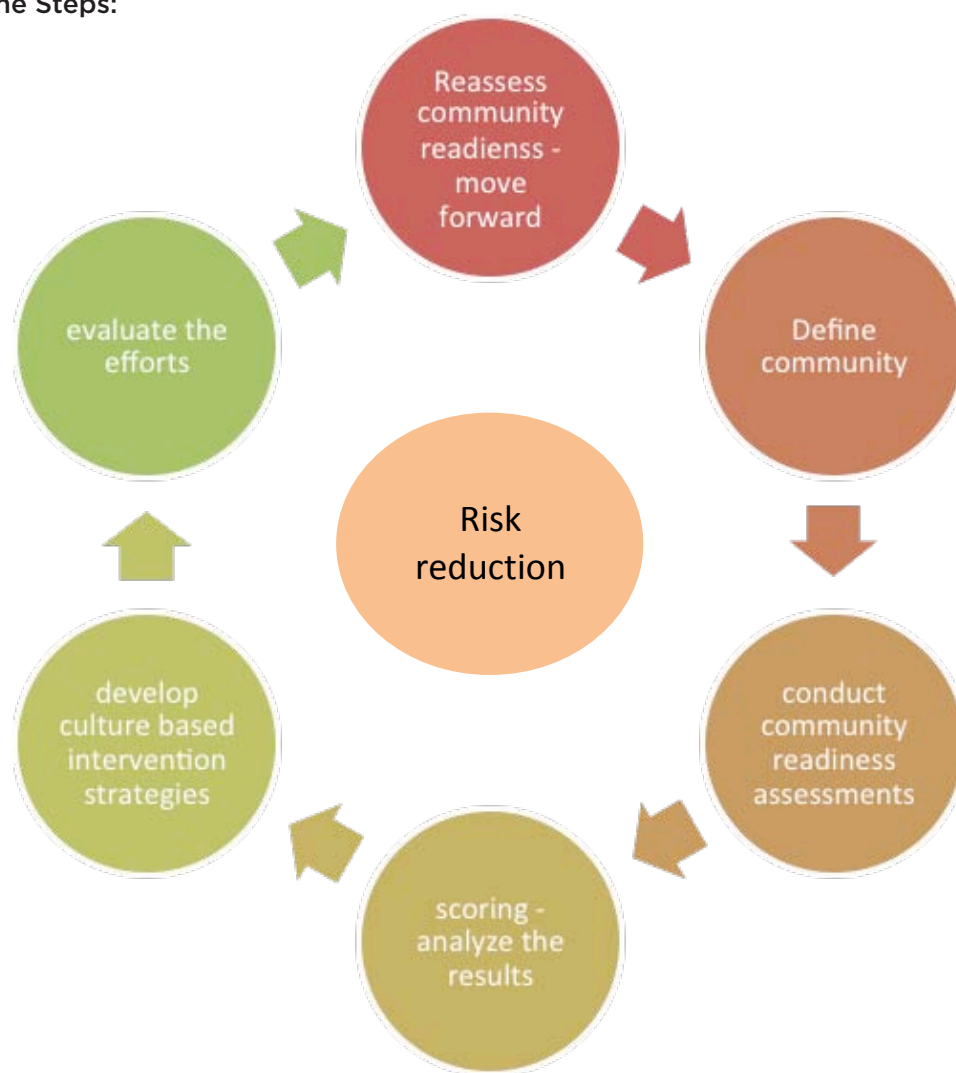 ne Steps:
Reassess
community
readienss -
move
forward
Define
community
conduct
community
readiness
assessments
scoring -
analyze the
results
develop
culture based
intervention
strategies
evaluate the
efforts
Risk
reduction